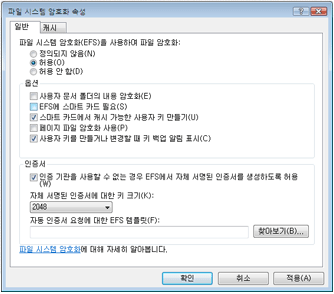 파일 시스템 암호화 속성
일반 캐시
파일 시스템 암호화(EFS)을 사용하여 파일 암호화:
정의되지 않음(N)
허용(O)
허용 안 함(D)
옵션
사용자 문서 폴더의 내용 암호화(E)
EFS에 스마트 카드 필요(S)
스마트 카드에서 캐시 가능한 사용자 키 만들기(U)
페이지 파일 암호화 사용(P)
사용자 키를 만들거나 변경할 때 키 백업 알림 표시(C)
인증서
인증 기관을 사용할 수 없는 경우 EFS에서 자체 서명된 인증서를 생성하도록 허용
(W)
자체 서명된 인증서에 대한 키 크기(K):
2048
자동 인증서 요청에 대한 EFS 템플릿(F):
찾아보기(B)...
파일 시스템 암호화에 대해 자세히 알아봅니다.
확인 취소 적용(A)